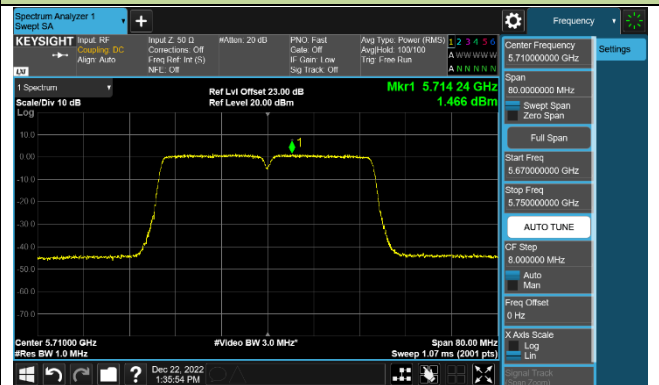 Spectrum Analyzer 1
Swept SA
Frequency
KEYSIGHT
Input: RF
Coupling: DC
Align: Auto
Input Z: 50 Ω
Corrections: Off
Freq Ref: Int (S)
NFE: Off
#Atten: 20 dB
PNO: Fast
Gate: Off
IF Gain: Low
Sig Track: Off
Avg Type: Power (RMS)
Avg|Hold: 100/100
Trig: Free Run
1 2 3 4 5 6
A W W W W W
A N N N N N
LXI
1 Spectrum
Scale/Div 10 dB
Log
Ref Lvl Offset 23.00 dB
Ref Level 20.00 dBm
Mkr1 5.714 24 GHz
1.466 dBm
1
10.0
0.00
-10.0
-20.0
-30.0
-40.0
-50.0
-60.0
-70.0
Center 5.71000 GHz
#Res BW 1.0 MHz
#Video BW 3.0 MHz*
Span 80.00 MHz
Sweep 1.07 ms (2001 pts)
Center Frequency
5.710000000 GHz
Settings
Span
80.0000000 MHz
Swept Span
Zero Span
Full Span
Start Freq
5.670000000 GHz
Stop Freq
5.750000000 GHz
AUTO TUNE
CF Step
8.000000 MHz
Auto
Man
Freq Offset
0 Hz
X Axis Scale
Log
Lin
Signal Track
(Span Zoom)
?
Dec 22, 2022
1:35:54 PM